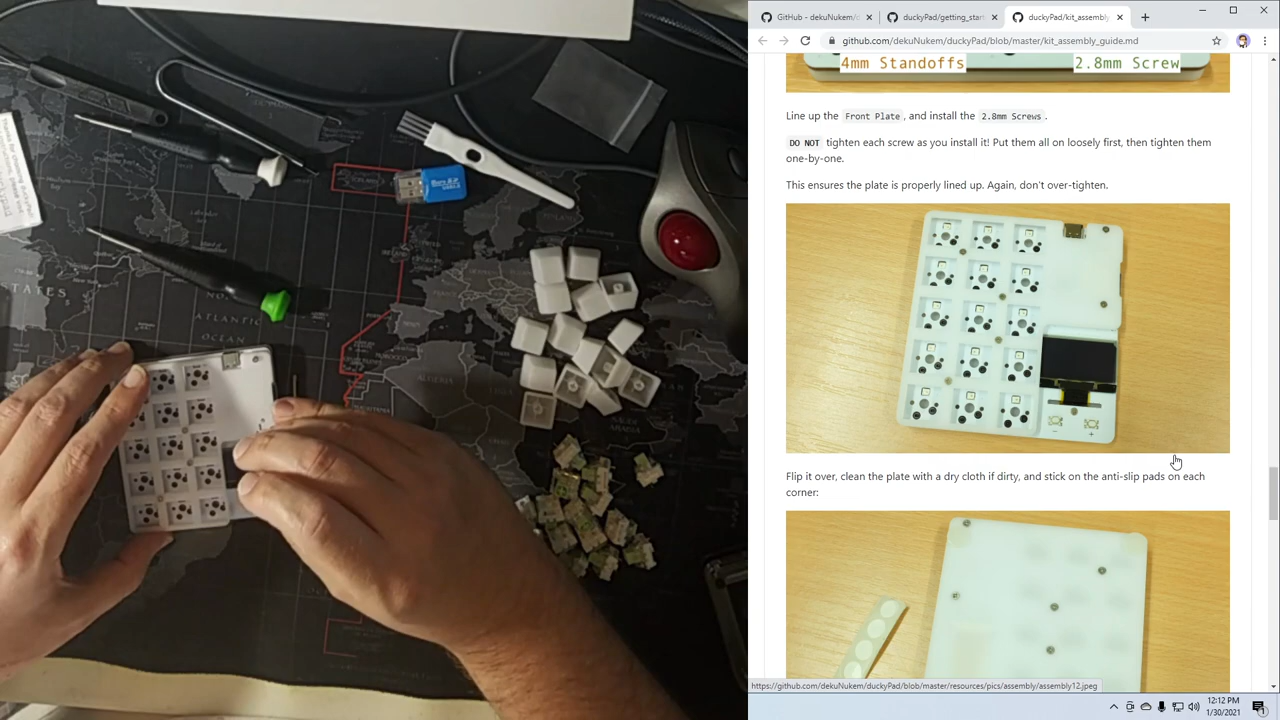 GitHub - dekuNukem/d
duckyPad/getting_star
duckyPad/kit_assembly
github.com/dekuNukem/duckyPad/blob/master/kit_assembly_guide.md
4mm Standoffs
2.8mm Screw
Line up the Front Plate , and install the 2.8mm Screws .
DO NOT tighten each screw as you install it! Put them all on loosely first, then tighten them
one-by-one.
This ensures the plate is properly lined up. Again, don't over-tighten.
Flip it over, clean the plate with a dry cloth if dirty, and stick on the anti-slip pads on each
corner:
https://github.com/dekuNukem/duckyPad/blob/master/resources/pics/assembly/assembly12.jpeg
12:12 PM
1/30/2021
STATES
ATLANTIC
OCEAN
ALGERIA